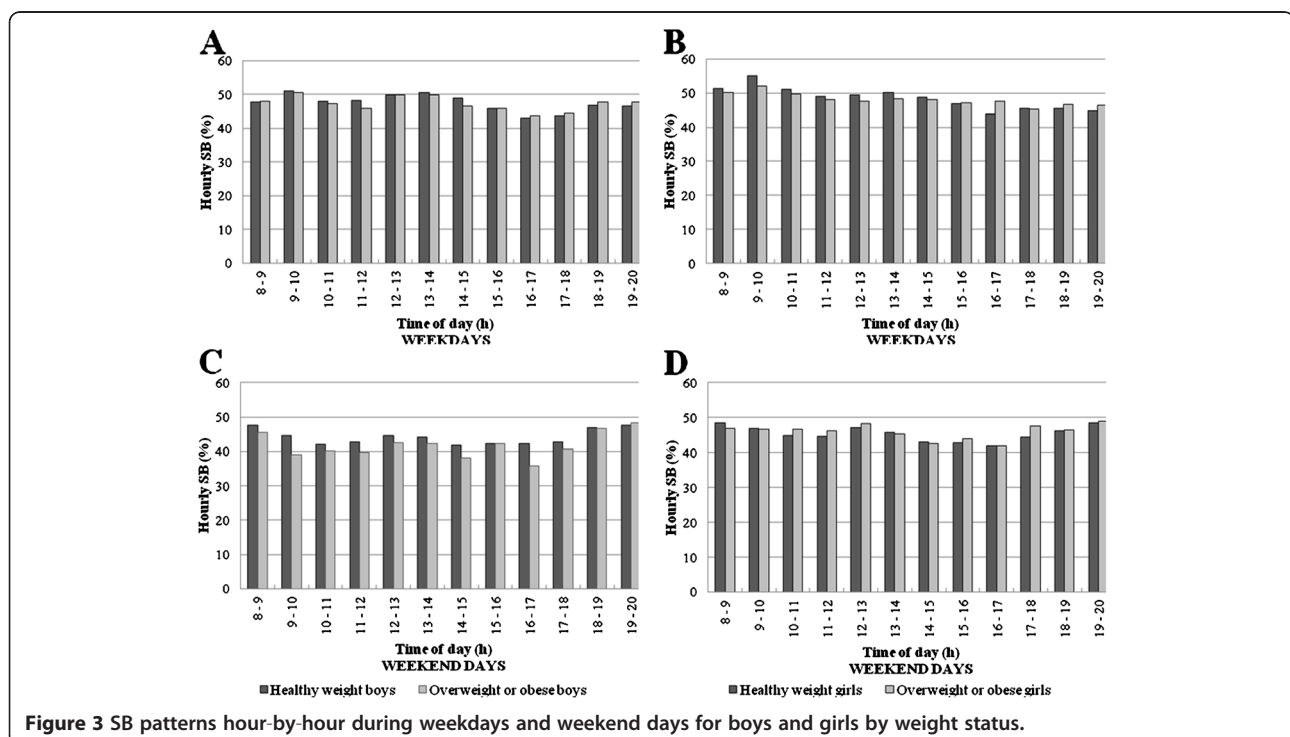 A
60
50
40
30
20
10
0
Hourly SB (%)
8 - 9
9 - 10
10 - 11
11 - 12
12 - 13
13 - 14
14 - 15
15 - 16
16 - 17
17 - 18
18 - 19
19 - 20
Time of day (h)
WEEKDAYS
B
60
50
40
30
20
10
0
Hourly SB (%)
8 - 9
9 - 10
10 - 11
11 - 12
12 - 13
13 - 14
14 - 15
15 - 16
16 - 17
17 - 18
18 - 19
19 - 20
Time of day (h)
WEEKDAYS
C
60
50
40
30
20
10
0
Hourly SB (%)
8 - 9
9 - 10
10 - 11
11 - 12
12 - 13
13 - 14
14 - 15
15 - 16
16 - 17
17 - 18
18 - 19
19 - 20
Time of day (h)
WEEKEND DAYS
Healthy weight boys Overweight or obese boys
D
60
50
40
30
20
10
0
Hourly SB (%)
8 - 9
9 - 10
10 - 11
11 - 12
12 - 13
13 - 14
14 - 15
15 - 16
16 - 17
17 - 18
18 - 19
19 - 20
Time of day (h)
WEEKEND DAYS
Healthy weight girls Overweight or obese girls
Figure 3 SB patterns hour-by-hour during weekdays and weekend days for boys and girls by weight status.